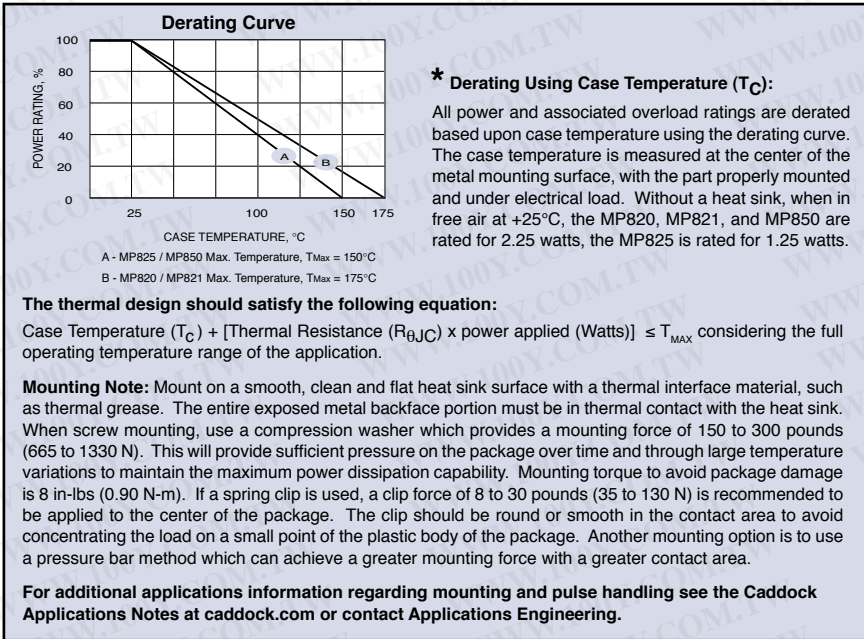 Derating Curve
100
80
60
40
20
0
POWER RATING, %
A
B
25
100
150
175
CASE TEMPERATURE, °C
A - MP825 / MP850 Max. Temperature, TMax = 150°C
B - MP820 / MP821 Max. Temperature, TMax = 175°C
* Derating Using Case Temperature (TC):
All power and associated overload ratings are derated
based upon case temperature using the derating curve.
The case temperature is measured at the center of the
metal mounting surface, with the part properly mounted
and under electrical load. Without a heat sink, when in
free air at +25°C, the MP820, MP821, and MP850 are
rated for 2.25 watts, the MP825 is rated for 1.25 watts.
The thermal design should satisfy the following equation:
Case Temperature (TC) + [Thermal Resistance (RθJC) x power applied (Watts)] ≤ TMAX considering the full
operating temperature range of the application.
Mounting Note: Mount on a smooth, clean and flat heat sink surface with a thermal interface material, such
as thermal grease. The entire exposed metal backface portion must be in thermal contact with the heat sink.
When screw mounting, use a compression washer which provides a mounting force of 150 to 300 pounds
(665 to 1330 N). This will provide sufficient pressure on the package over time and through large temperature
variations to maintain the maximum power dissipation capability. Mounting torque to avoid package damage
is 8 in-lbs (0.90 N-m). If a spring clip is used, a clip force of 8 to 30 pounds (35 to 130 N) is recommended to
be applied to the center of the package. The clip should be round or smooth in the contact area to avoid
concentrating the load on a small point of the plastic body of the package. Another mounting option is to use
a pressure bar method which can achieve a greater mounting force with a greater contact area.
For additional applications information regarding mounting and pulse handling see the Caddock
Applications Notes at caddock.com or contact Applications Engineering.
WWW.100Y.COM.TW